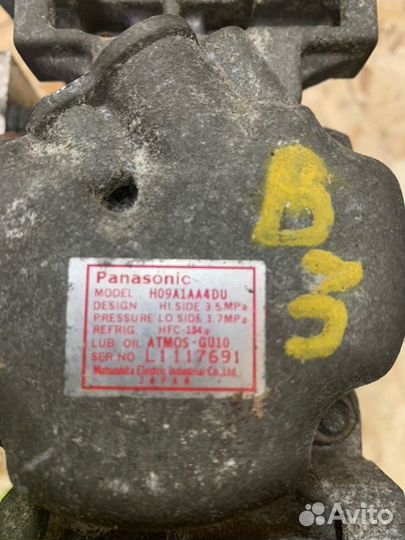 B3
Panasonic
MODEL H09A1AA4DU
DESIGN HI SIDE 3.5MPa
PRESSURE LO SIDE 1.7MPa
REFRIG HFC-134a
LUB OIL ATMOS-GU10
SER NO L1117691
Matsushita Electric Industrial Co., Ltd.
JAPAN
Avito